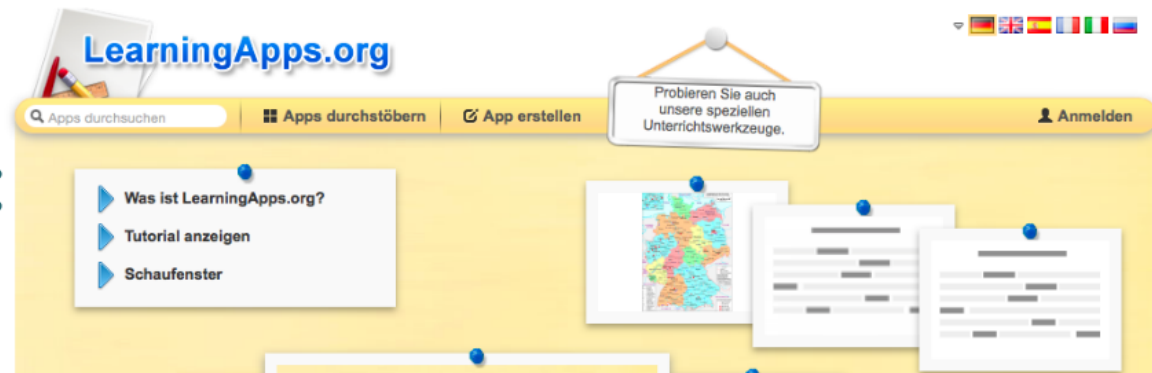 LearningApps.org
Apps durchsuchen
Apps durchstöbern
App erstellen
Probieren Sie auch
unsere speziellen
Unterrichtswerkzeuge.
Anmelden
Was ist LearningApps.org?
Tutorial anzeigen
Schaufenster